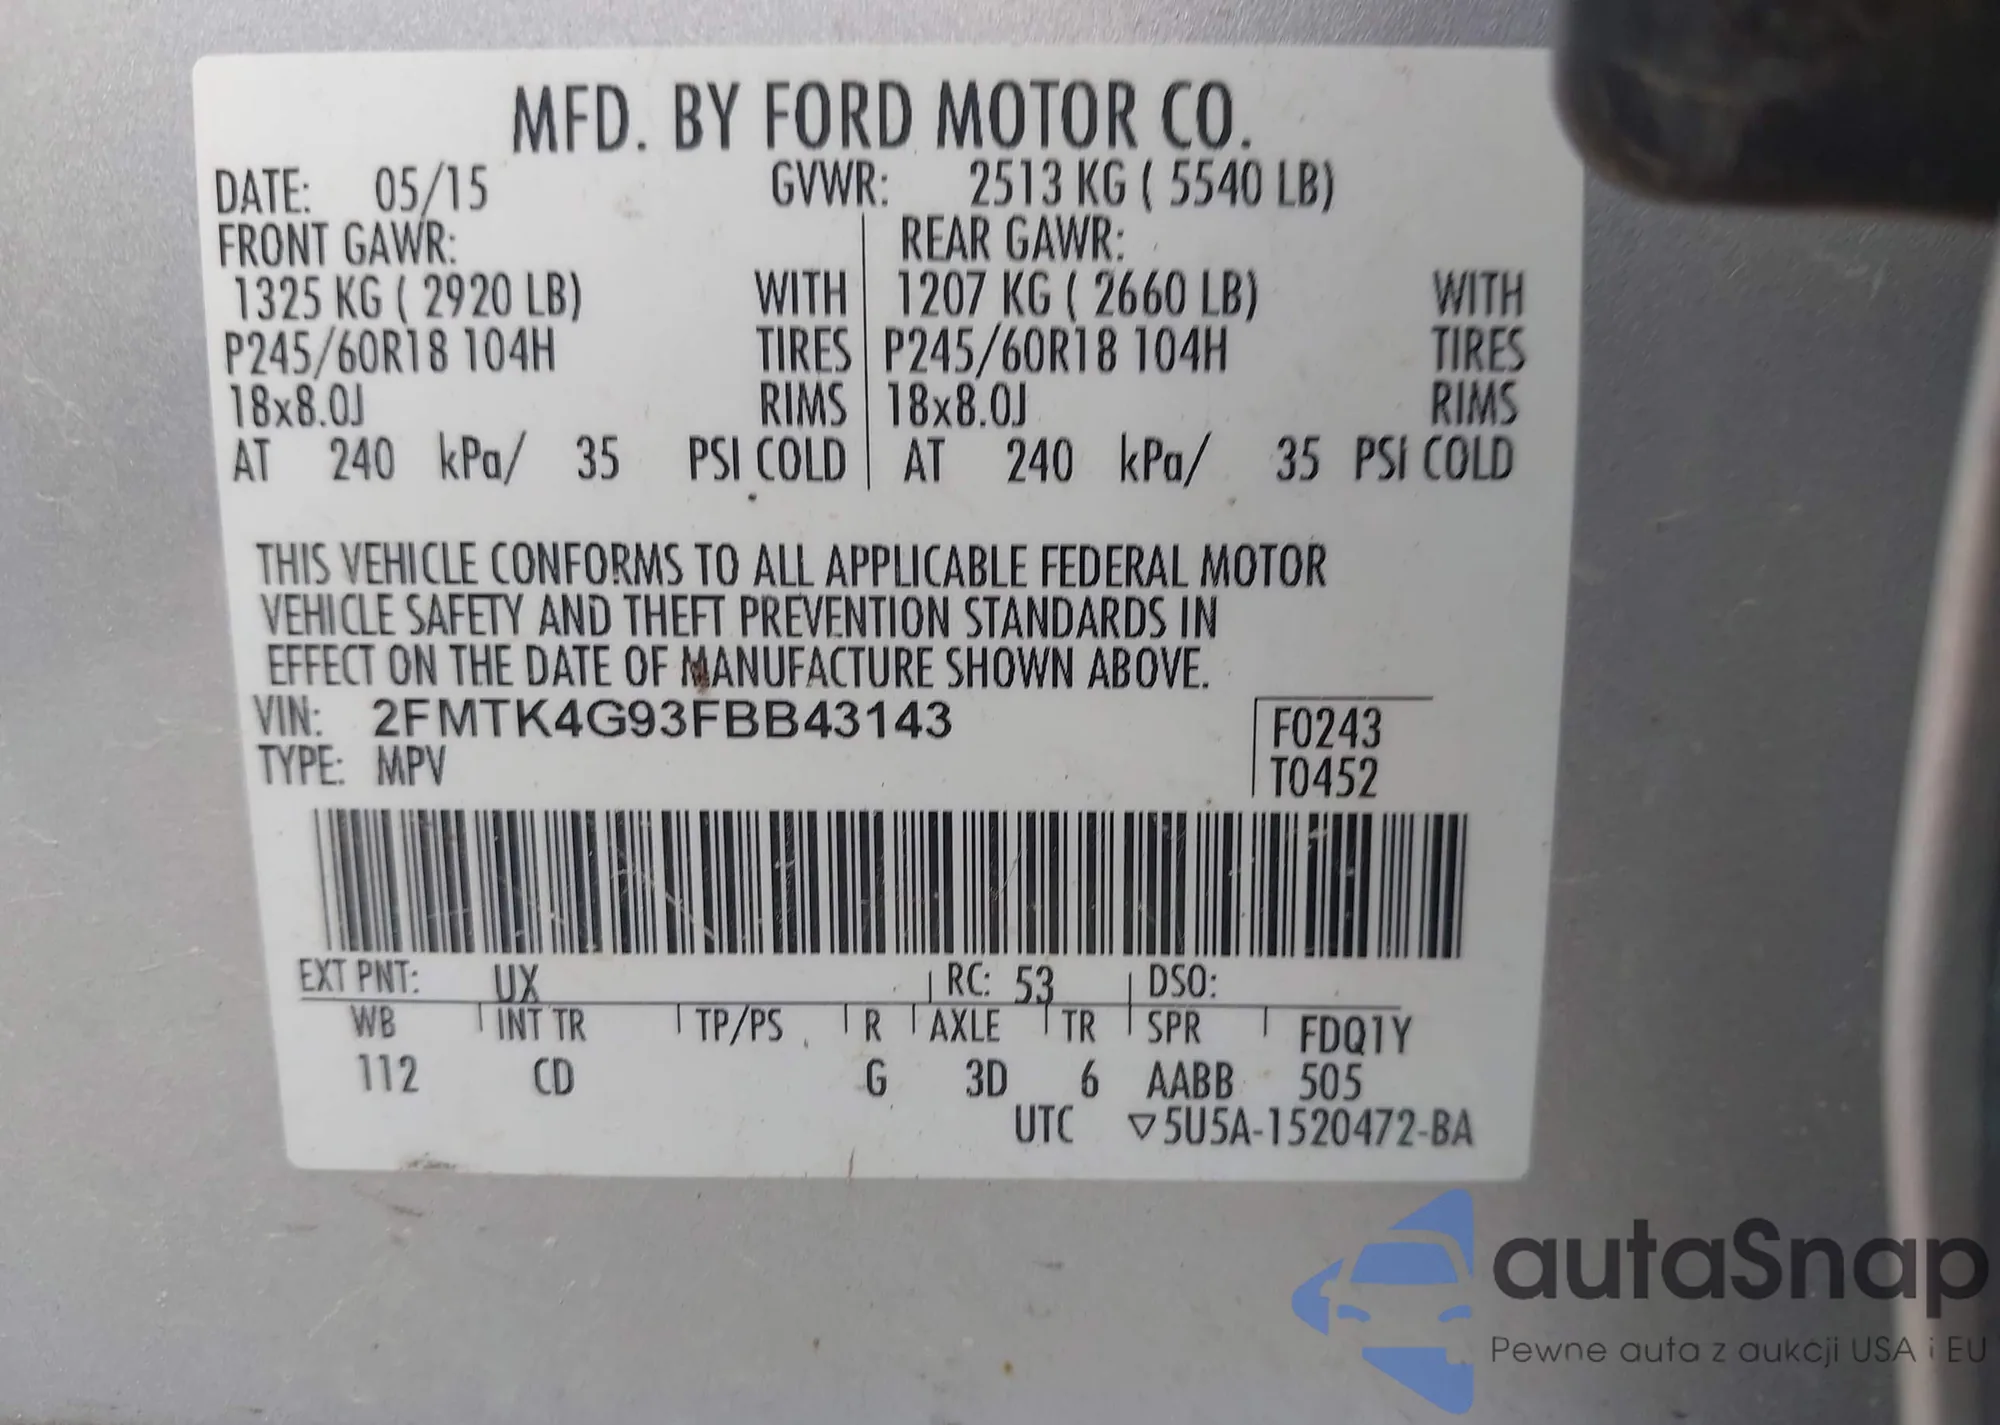 MFD. BY FORD MOTOR CO.
DATE: 05/15 GVWR: 2513 KG ( 5540 LB)
FRONT GAWR: REAR GAWR:
1325 KG ( 2920 LB) WITH 1207 KG ( 2660 LB) WITH
P245/60R18 104H TIRES P245/60R18 104H TIRES
18x8.0J RIMS 18x8.0J RIMS
AT 240 kPa/ 35 PSI COLD AT 240 kPa/ 35 PSI COLD
THIS VEHICLE CONFORMS TO ALL APPLICABLE FEDERAL MOTOR
VEHICLE SAFETY AND THEFT PREVENTION STANDARDS IN
EFFECT ON THE DATE OF MANUFACTURE SHOWN ABOVE.
VIN: 2FMTK4G93FBB43143 F0243
TYPE: MPV T0452
EXT PNT: UX RC: 53 DSO:
WB INT TR TP/PS R AXLE TR SPR FDQ1Y
112 CD G 3D 6 AABB 505
UTC ▽5U5A-1520472-BA
autaSnap
Pewne auta z aukcji USA i EU